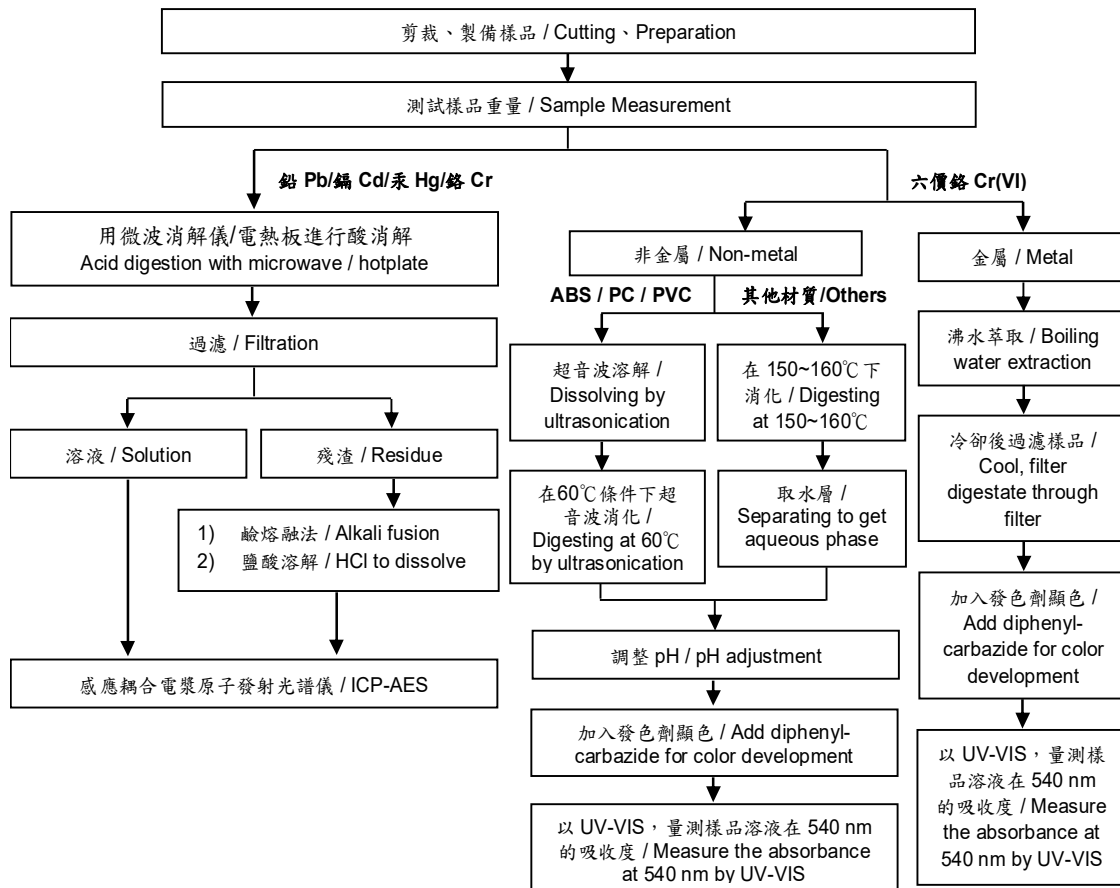 剪裁、製備樣品 / Cutting、Preparation
測試樣品重量 / Sample Measurement
鉛 Pb/鎘 Cd/汞 Hg/鉻 Cr
六價鉻 Cr(VI)
用微波消解儀/電熱板進行酸消解
Acid digestion with microwave / hotplate
過濾 / Filtration
溶液 / Solution
殘渣 / Residue
1) 鹼熔融法 / Alkali fusion
2) 鹽酸溶解 / HCl to dissolve
感應耦合電漿原子發射光譜儀 / ICP-AES
非金屬 / Non-metal
ABS / PC / PVC
其他材質/Others
超音波溶解 /
Dissolving by
ultrasonication
在60℃條件下超
音波消化 /
Digesting at 60℃
by ultrasonication
在 150~160℃下
消化 / Digesting
at 150~160℃
取水層 /
Separating to get
aqueous phase
調整 pH / pH adjustment
加入發色劑顯色 / Add diphenyl-
carbazide for color development
以 UV-VIS，量測樣品溶液在 540 nm
的吸收度 / Measure the absorbance
at 540 nm by UV-VIS
金屬 / Metal
沸水萃取 / Boiling
water extraction
冷卻後過濾樣品 /
Cool, filter
digestate through
filter
加入發色劑顯色 /
Add diphenyl-
carbazide for color
development
以 UV-VIS，量測樣
品溶液在 540 nm
的吸收度 / Measure
the absorbance at
540 nm by UV-VIS